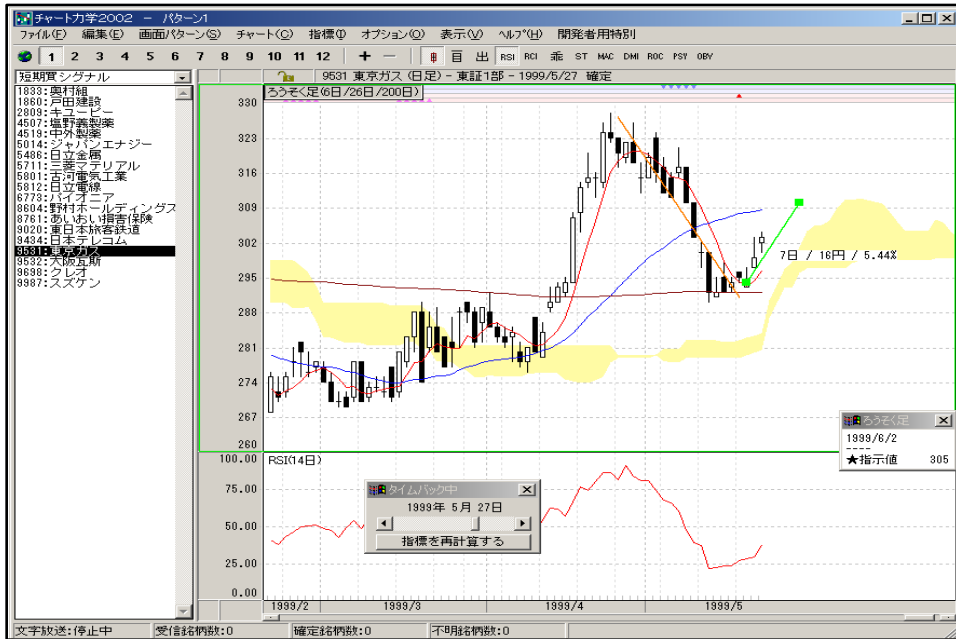 チャート力学2002 － パターン1
ファイル(F) 編集(E) 画面パターン(S) チャート(C) 指標(I) オプション(O) 表示(V) ヘルプ(H) 開発者用特別
1 2 3 4 5 6 7 8 9 10 11 12 ＋ － 目 出 RSI RCI 乖 ST MAC DMI ROC PSY OBV
短期買シグナル
9531 東京ガス (日足) - 東証1部 - 1999/5/27 確定
1833:奥村組
1860:戸田建設
2809:キユーピー
4507:塩野義製薬
4519:中外製薬
5014:ジャパンエナジー
5486:日立金属
5711:三菱マテリアル
5801:古河電気工業
5812:日立電線
6773:パイオニア
8604:野村ホールディングス
8761:あいおい損害保険
9020:東日本旅客鉄道
9434:日本テレコム
9531:東京ガス
9532:大阪瓦斯
9698:クレオ
9987:スズケン
ろうそく足(6日/26日/200日)
330
323
316
309
302
295
288
281
274
267
260
7日 / 16円 / 5.44%
ろうそく足
1999/6/2
----
★指示値 305
RSI(14日)
100.00
75.00
50.00
25.00
0.00
タイムバック中
1999年 5月 27日
指標を再計算する
1999/2 1999/3 1999/4 1999/5
文字放送:停止中 受信銘柄数:0 確定銘柄数:0 不明銘柄数:0